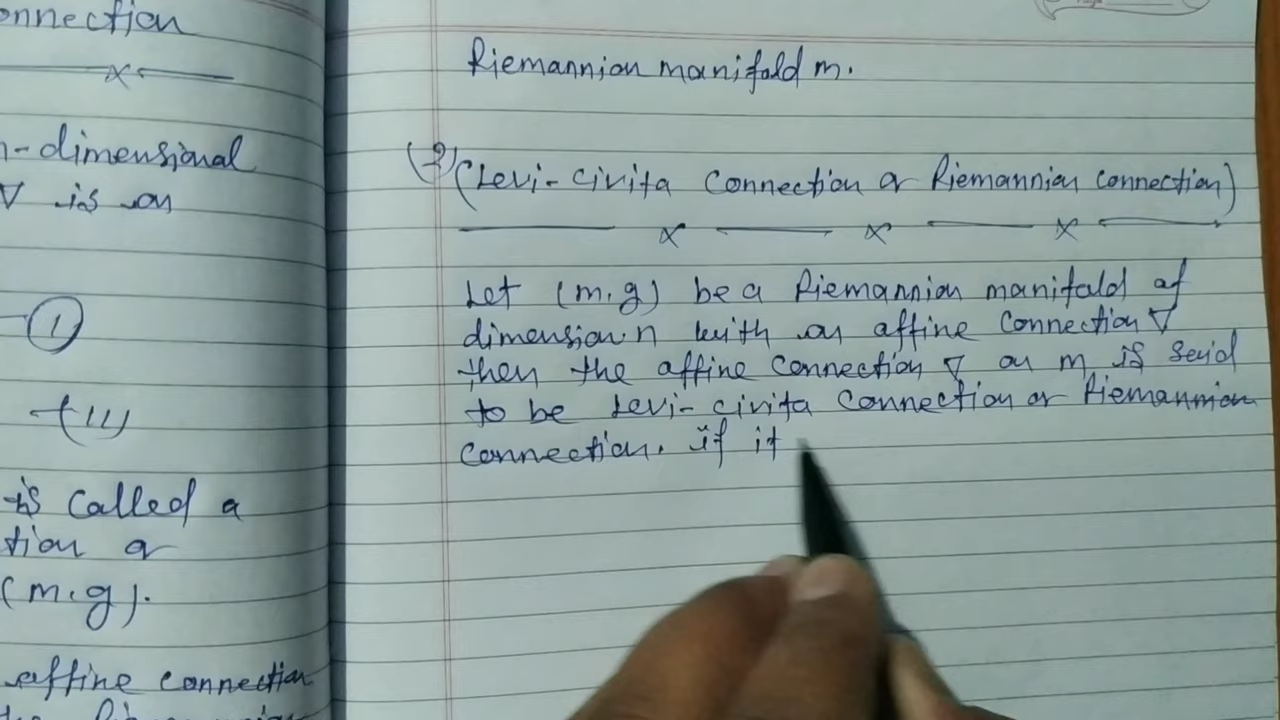 onnection
n-dimensional
∇ is an
①
(ii)
is called a
tion or
(m.g).
affine connection
Riemannian manifold m.
(2) (Levi-civita connection or Riemannian connection)
Let (m.g) be a Riemannian manifold of
dimension n with an affine connection ∇
then the affine connection ∇ on m is said
to be Levi-civita connection or Riemannian
connection. if it